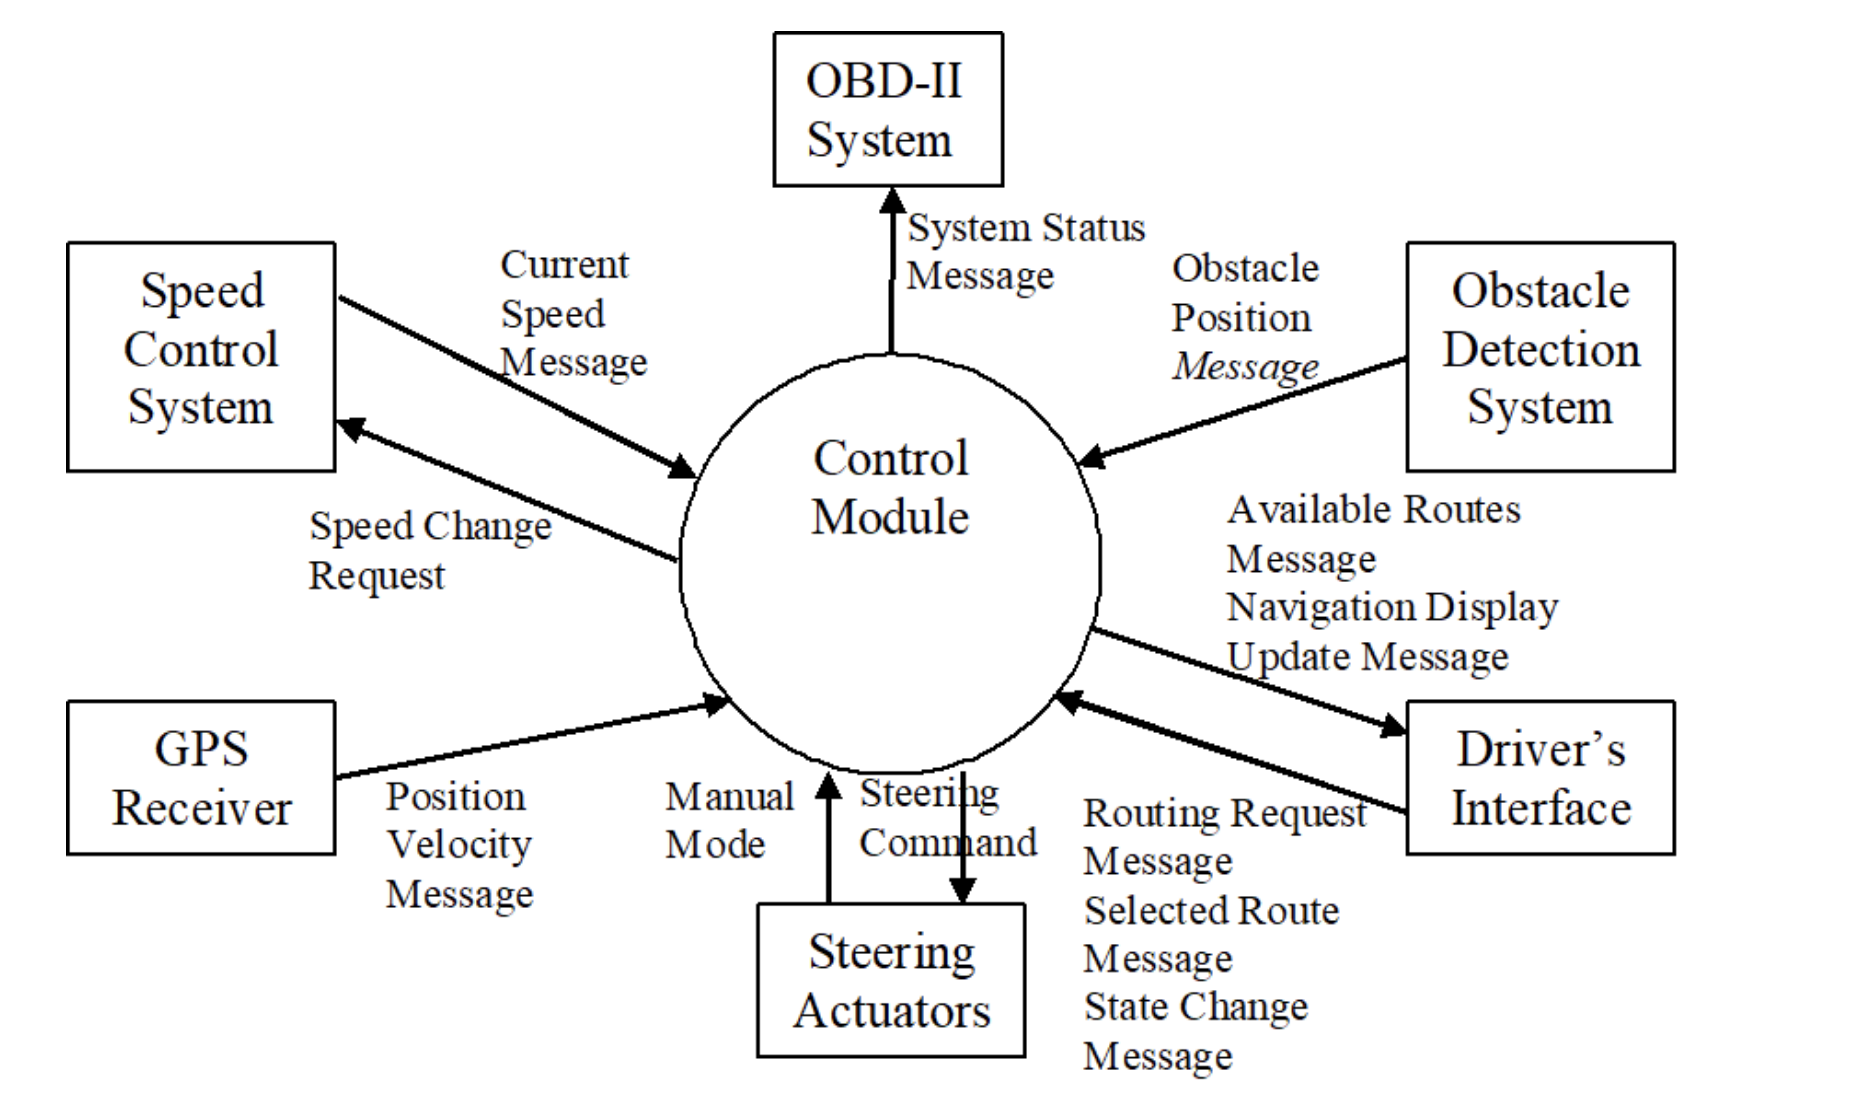 OBD-II
System
System Status
Message
Speed
Control
System
Current
Speed
Message
Obstacle
Position
Message
Obstacle
Detection
System
Control
Module
Speed Change
Request
Available Routes
Message
Navigation Display
Update Message
GPS
Receiver
Position
Velocity
Message
Manual
Mode
Steering
Command
Driver’s
Interface
Routing Request
Message
Selected Route
Message
State Change
Message
Steering
Actuators